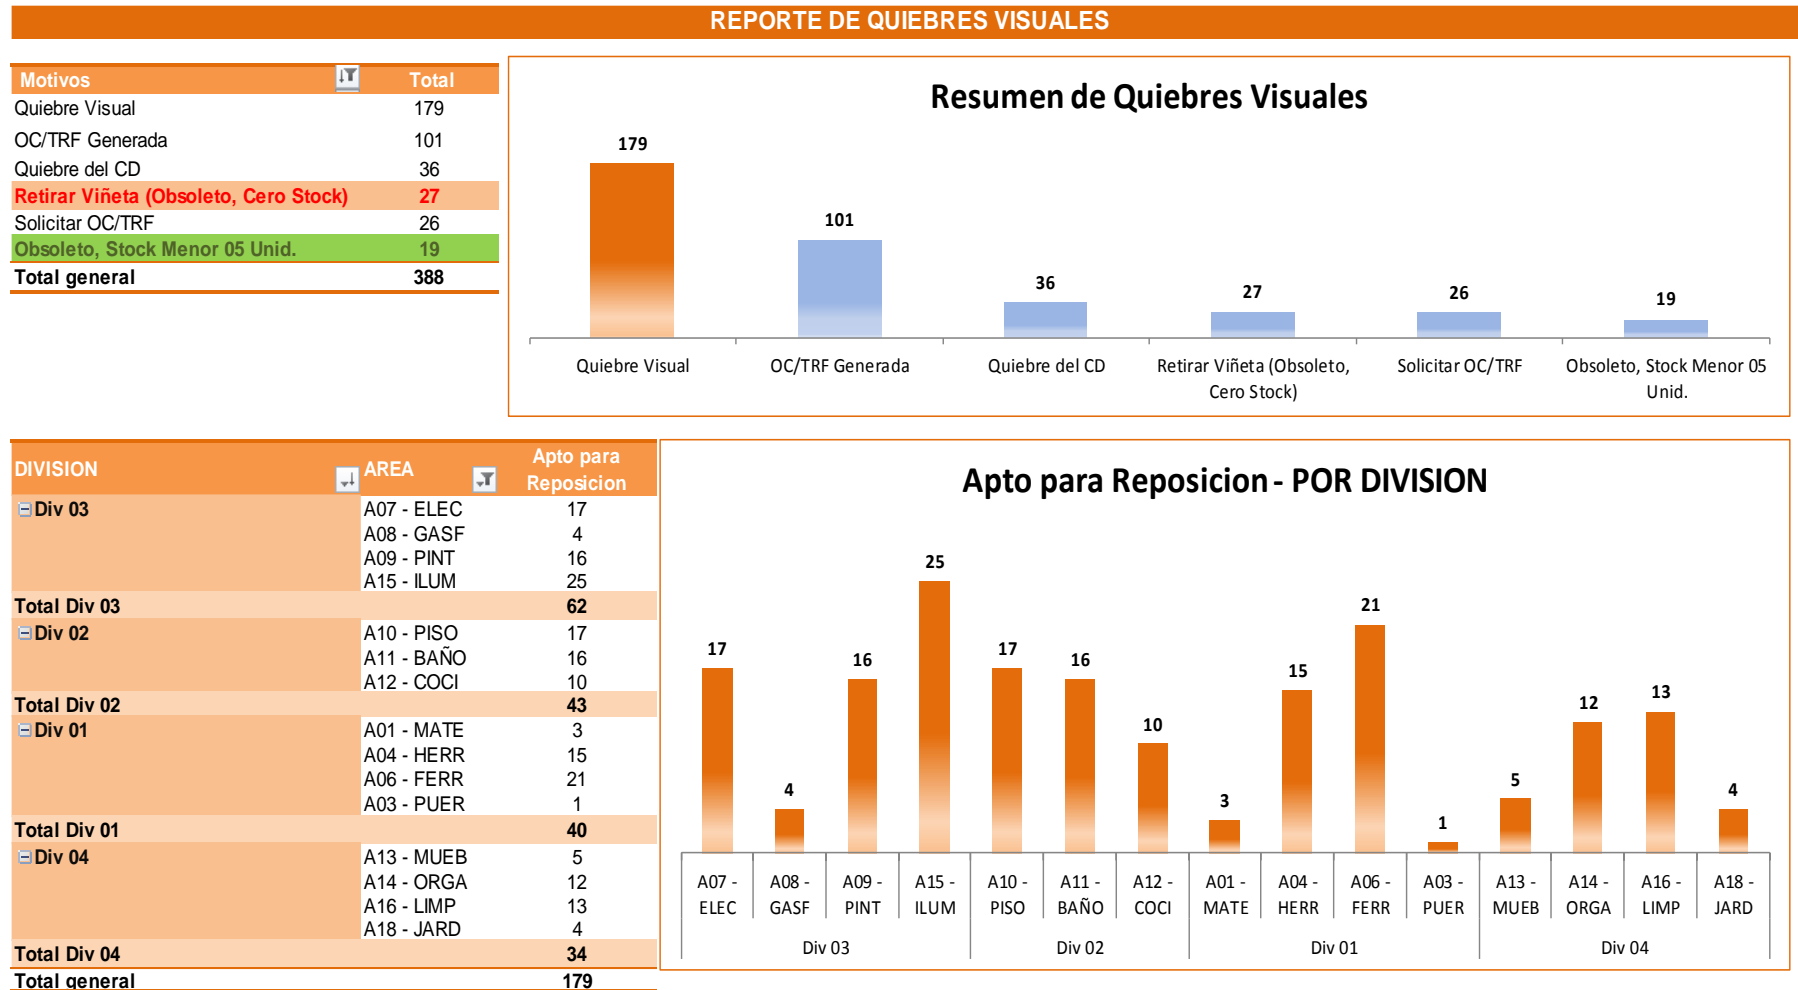 REPORTE DE QUIEBRES VISUALES
Motivos Total
Quiebre Visual 179
OC/TRF Generada 101
Quiebre del CD 36
Retirar Viñeta (Obsoleto, Cero Stock) 27
Solicitar OC/TRF 26
Obsoleto, Stock Menor 05 Unid. 19
Total general 388
Resumen de Quiebres Visuales
179
101
36
27
26
19
Quiebre Visual OC/TRF Generada Quiebre del CD Retirar Viñeta (Obsoleto, Solicitar OC/TRF Obsoleto, Stock Menor 05
Cero Stock) Unid.
DIVISION AREA Apto para
Reposicion
Div 03 A07 - ELEC 17
A08 - GASF 4
A09 - PINT 16
A15 - ILUM 25
Total Div 03 62
Div 02 A10 - PISO 17
A11 - BAÑO 16
A12 - COCI 10
Total Div 02 43
Div 01 A01 - MATE 3
A04 - HERR 15
A06 - FERR 21
A03 - PUER 1
Total Div 01 40
Div 04 A13 - MUEB 5
A14 - ORGA 12
A16 - LIMP 13
A18 - JARD 4
Total Div 04 34
Total general 179
Apto para Reposicion - POR DIVISION
17
4
16
25
17
16
10
3
15
21
1
5
12
13
4
A07 - A08 - A09 - A15 - A10 - A11 - A12 - A01 - A04 - A06 - A03 - A13 - A14 - A16 - A18 -
ELEC GASF PINT ILUM PISO BAÑO COCI MATE HERR FERR PUER MUEB ORGA LIMP JARD
Div 03 Div 02 Div 01 Div 04